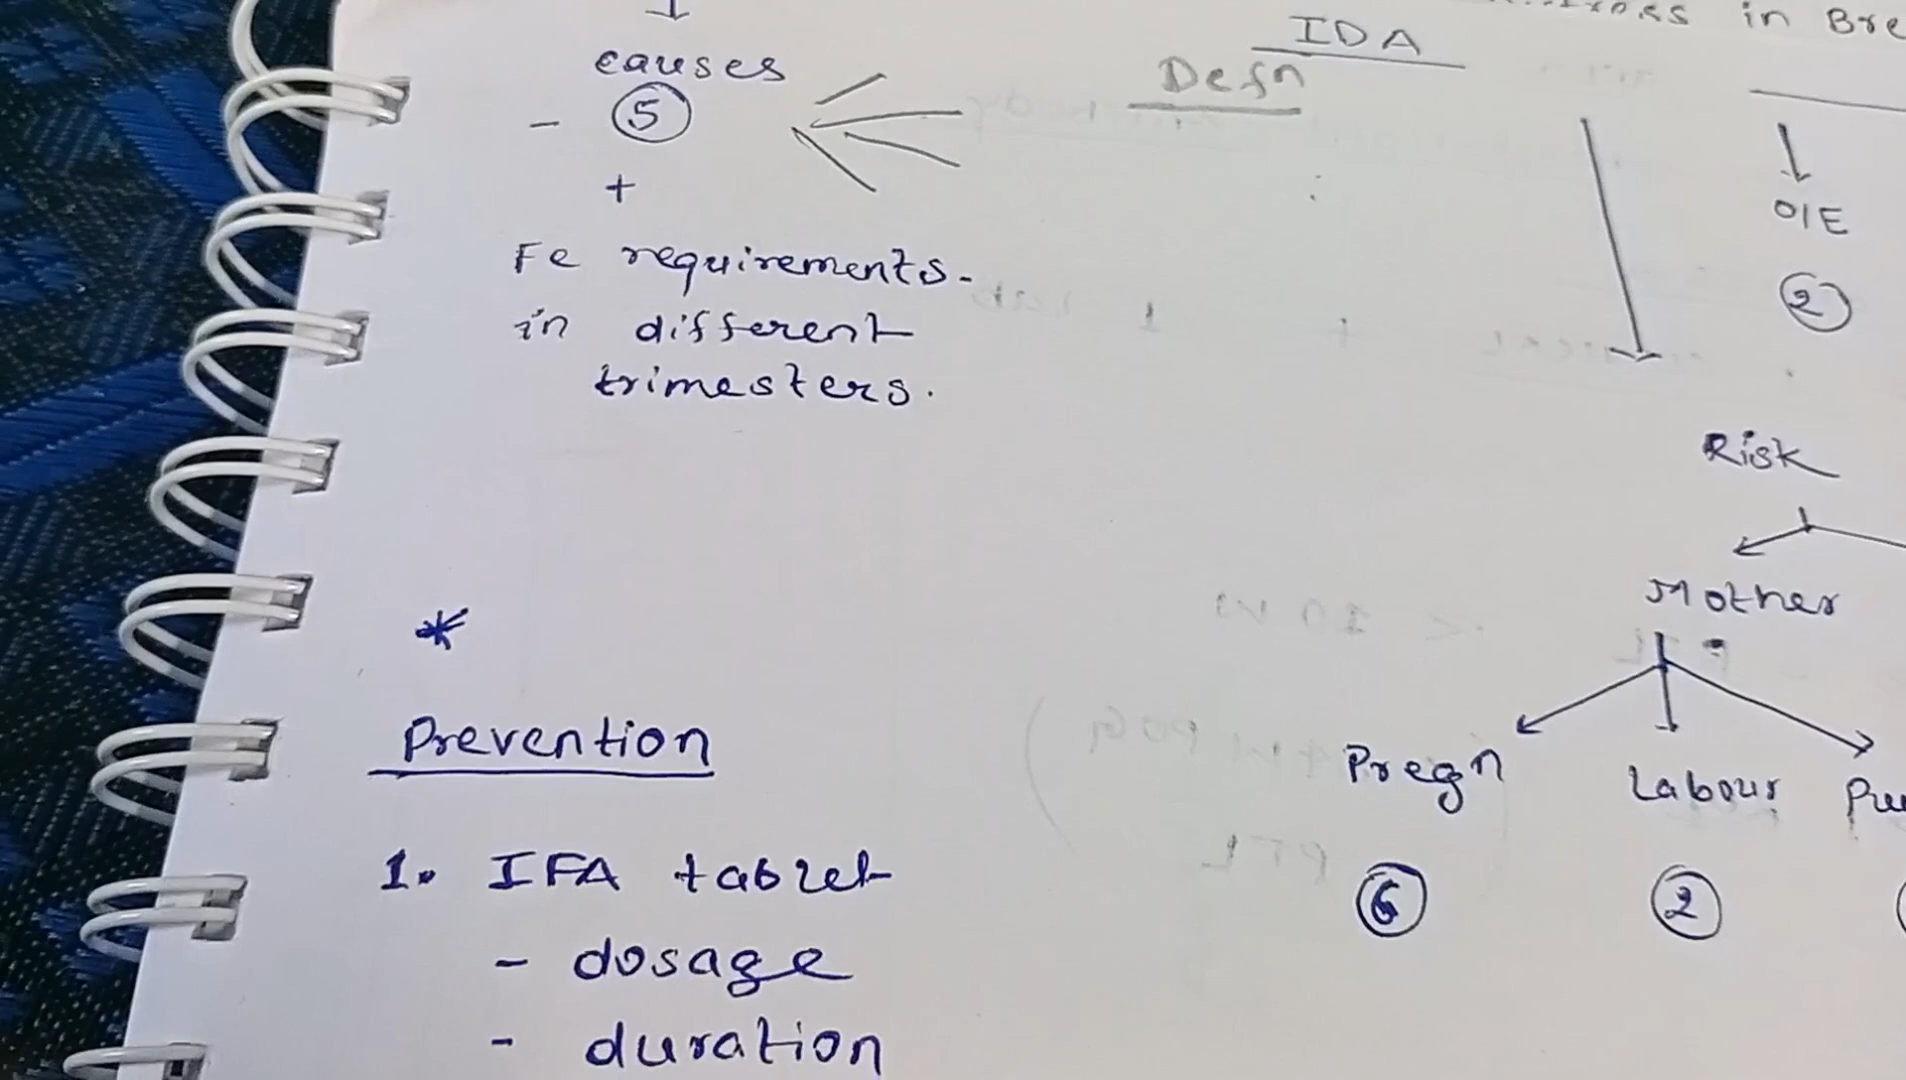 in
IDA
Defn
causes
- 5
+
Fe requirements.
in different
trimesters.
O/E
2
Risk
Mother
Pregn
Labour
6
2
*
Prevention
1. IFA tablet
- dosage
- duration